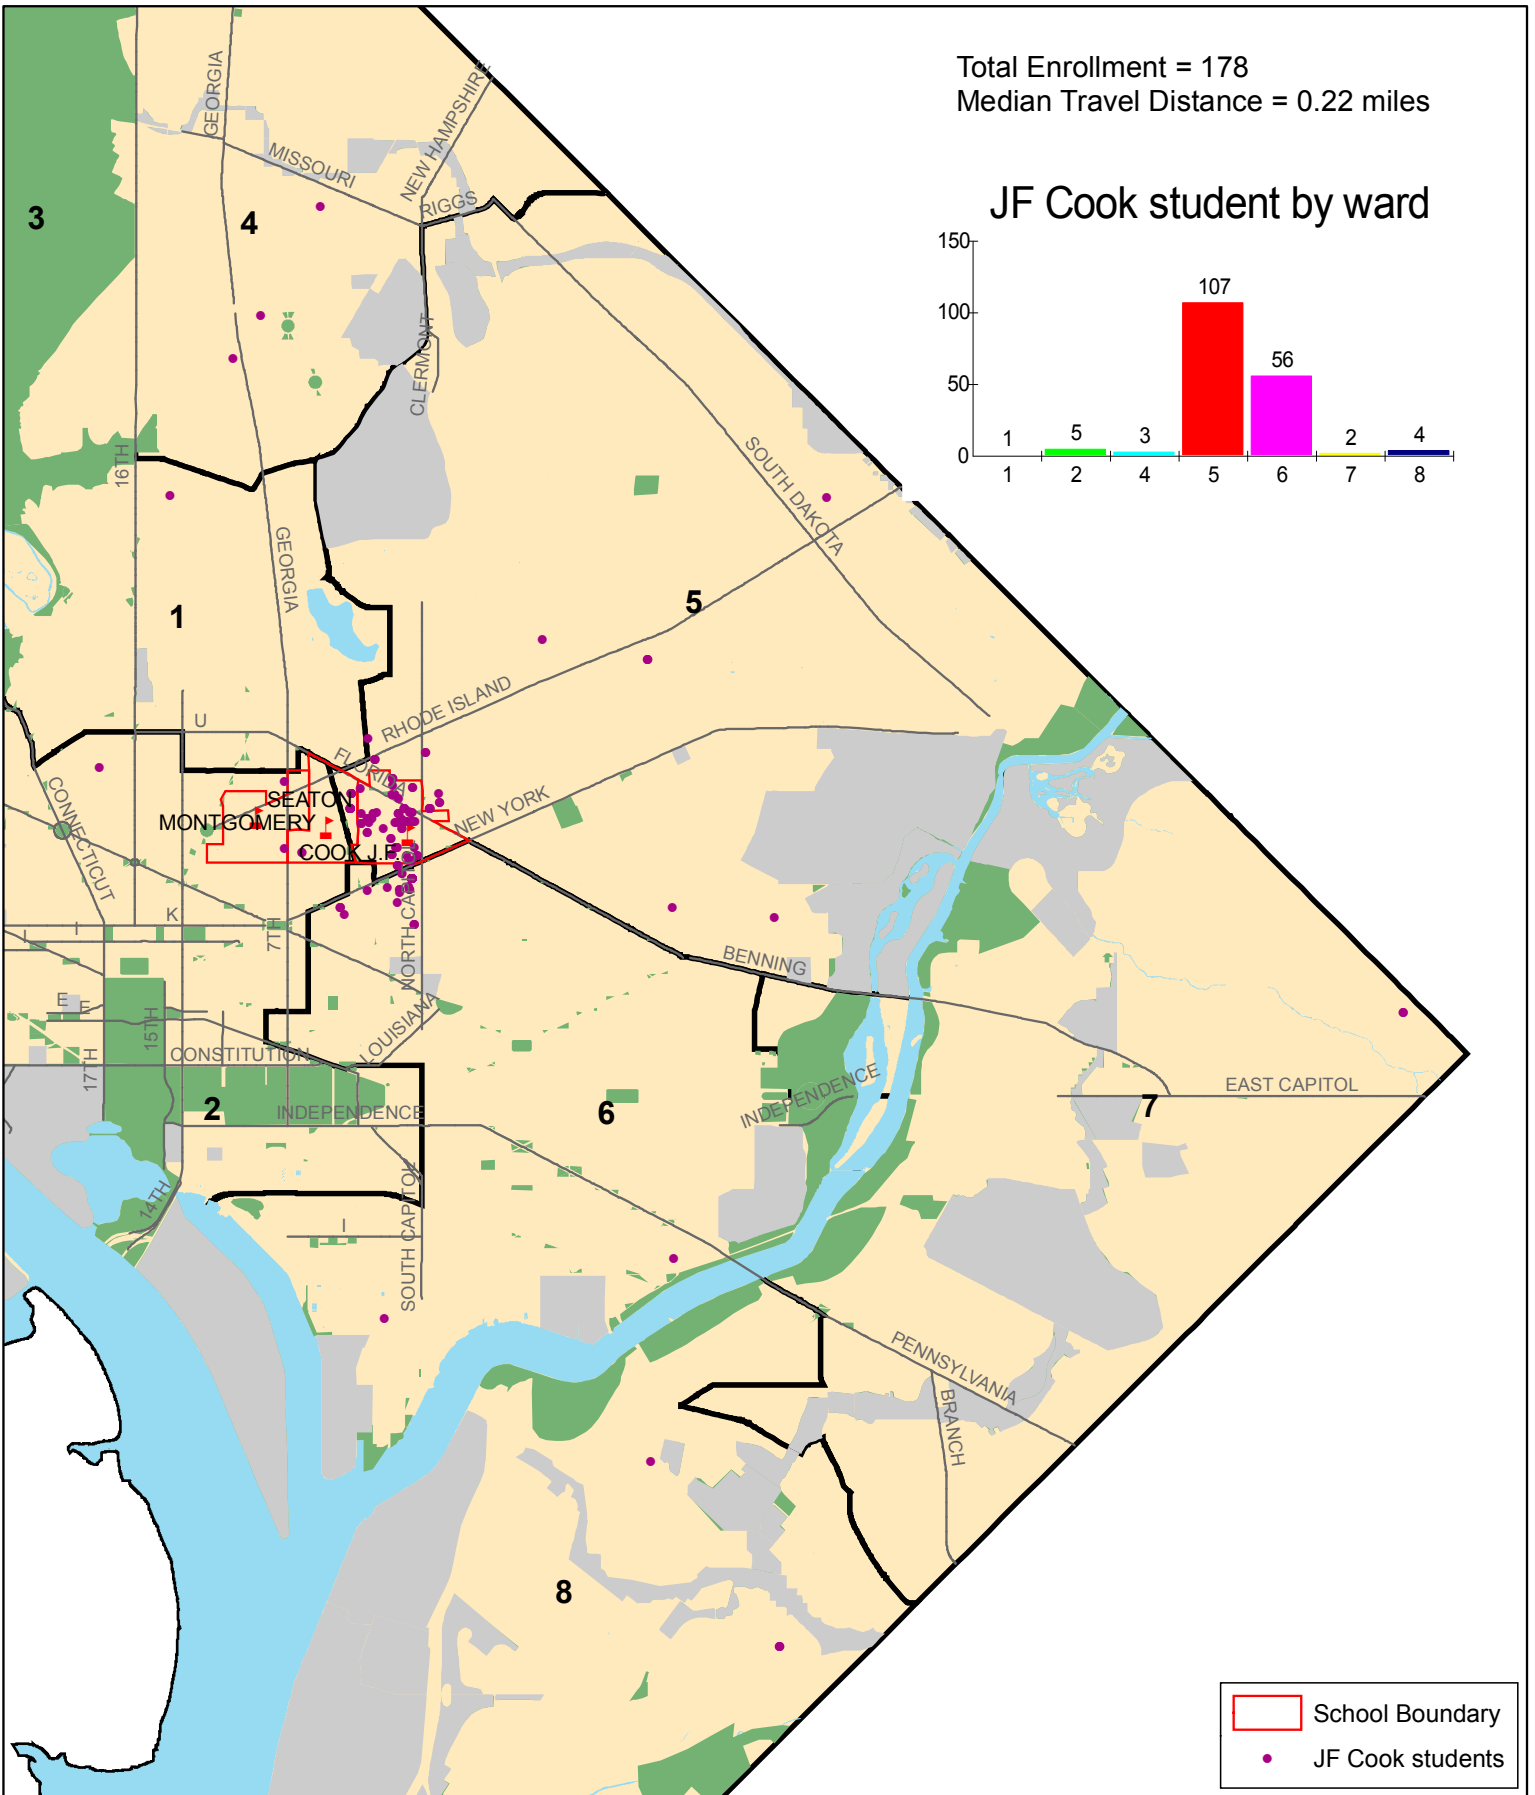 Total Enrollment = 178
Median Travel Distance = 0.22 miles
JF Cook student by ward
150
100
50
0
1
5
3
107
56
2
4
1
2
4
5
6
7
8
GEORGIA
NEW HAMPSHIRE
MISSOURI
RIGGS
3
4
CLERMONT
16TH
SOUTH DAKOTA
GEORGIA
1
5
RHODE ISLAND
U
FLORIDA
CONNECTICUT
SEATON
MONTGOMERY
NEW YORK
COOK J.F.
K
I
I
7TH
NORTH CAPITOL
BENNING
E
E
15TH
LOUISIANA
17TH
CONSTITUTION
INDEPENDENCE
EAST CAPITOL
2
INDEPENDENCE
6
7
14TH
SOUTH CAPITOL
I
PENNSYLVANIA
BRANCH
8
School Boundary
JF Cook students